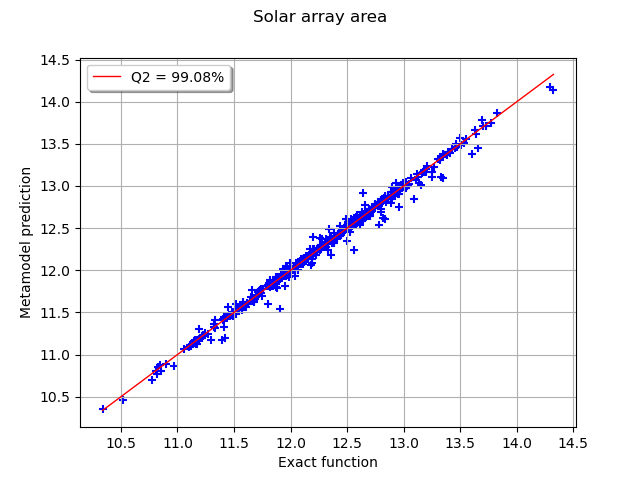 Solar array area
Q2 = 99.08%
14.5
14.0
13.5
13.0
12.5
12.0
11.5
11.0
10.5
Metamodel prediction
10.5 11.0 11.5 12.0 12.5 13.0 13.5 14.0 14.5
Exact function